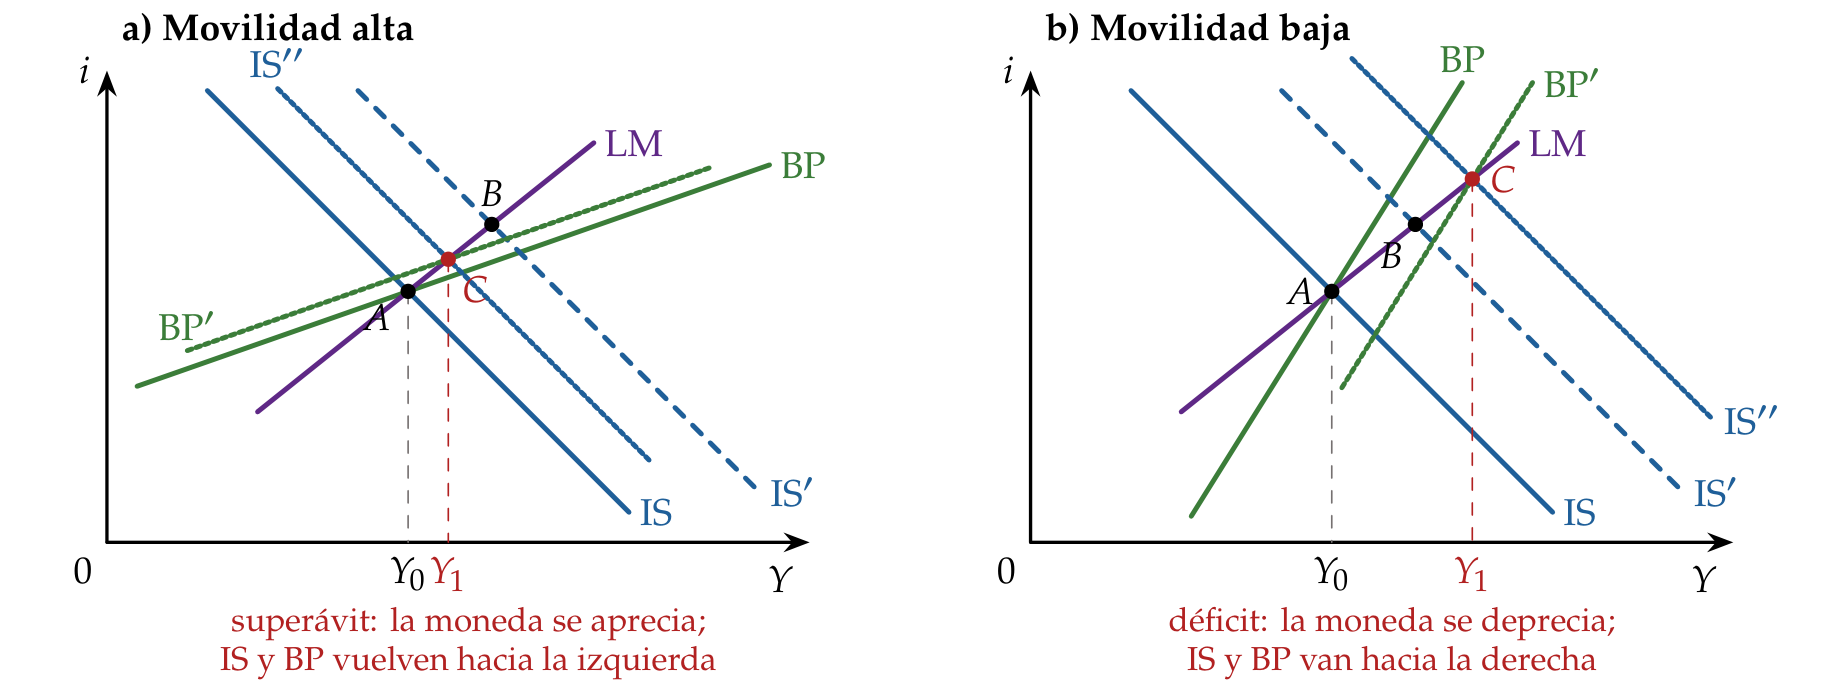 a) Movilidad alta
IS′′
i
LM
BP
B
C
A
BP′
IS′
IS
0
Y0
Y1
Y
superávit: la moneda se aprecia;
IS y BP vuelven hacia la izquierda
b) Movilidad baja
BP
i
BP′
LM
C
B
A
IS′′
IS′
IS
0
Y0
Y1
Y
déficit: la moneda se deprecia;
IS y BP van hacia la derecha